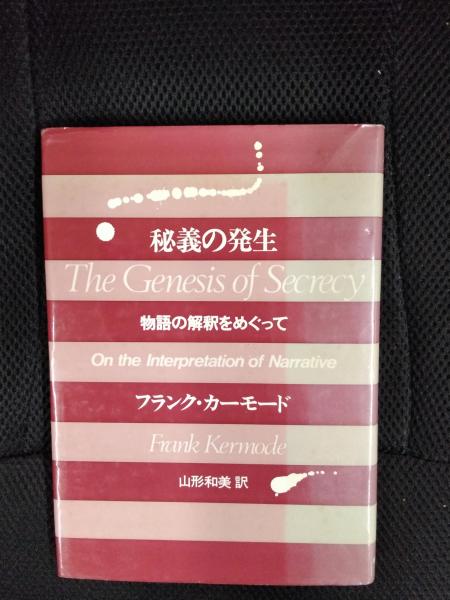 秘義の発生
The Genesis of Secrecy
物語の解釈をめぐって
On the Interpretation of Narrative
フランク・カーモード
Frank Kermode
山形和美 訳